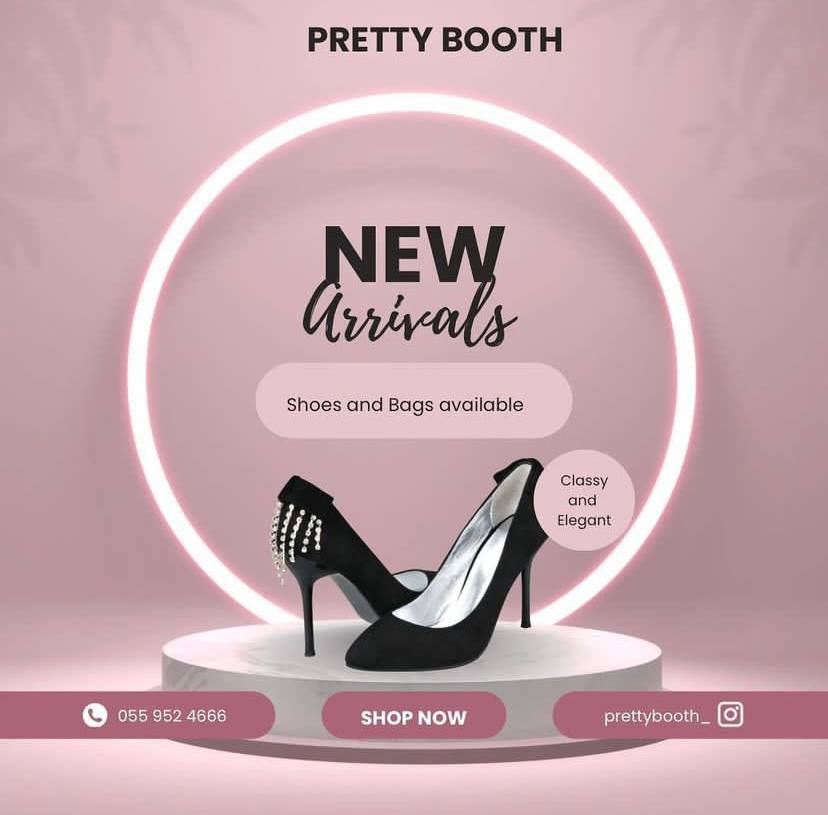 PRETTY BOOTH
NEW
Arrivals
Shoes and Bags available
Classy
and
Elegant
055 952 4666
SHOP NOW
prettybooth_